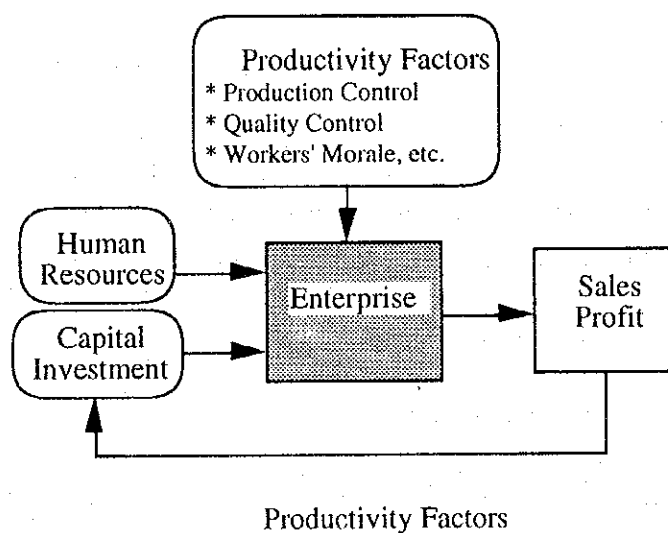 Productivity Factors
* Production Control
* Quality Control
* Workers' Morale, etc.
Human
Resources
Enterprise
Sales
Profit
Capital
Investment
Productivity Factors